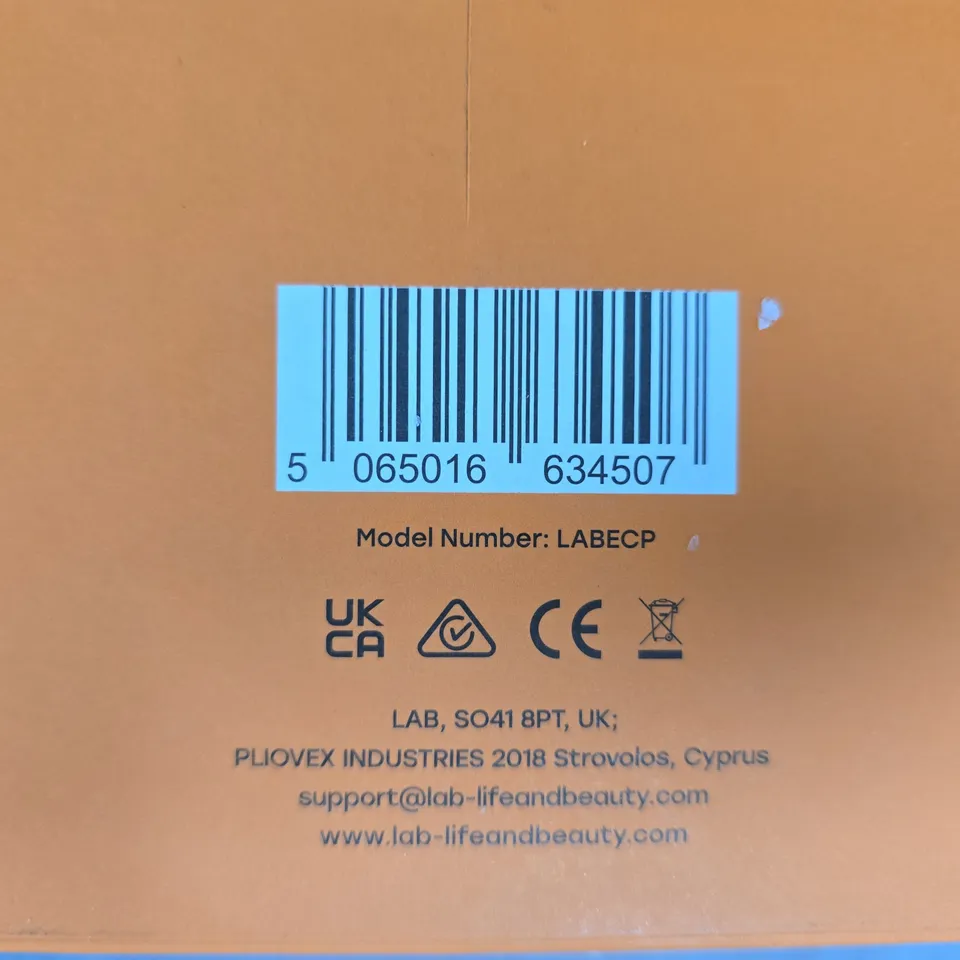 5 065016 634507
Model Number: LABECP
UK
CA
CE
LAB, SO41 8PT, UK;
PLIOVEX INDUSTRIES 2018 Strovolos, Cyprus
support@lab-lifeandbeauty.com
www.lab-lifeandbeauty.com